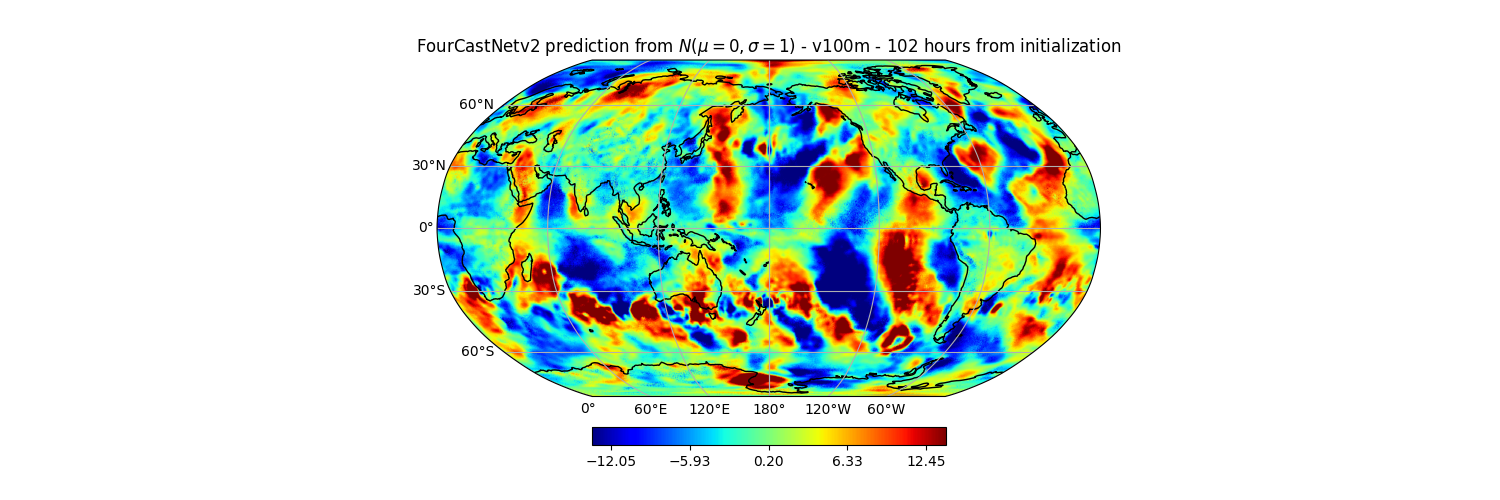 FourCastNetv2 prediction from N(μ = 0, σ = 1) - v100m - 102 hours from initialization
60°N
30°N
0°
30°S
60°S
0° 60°E 120°E 180° 120°W 60°W
−12.05 −5.93 0.20 6.33 12.45